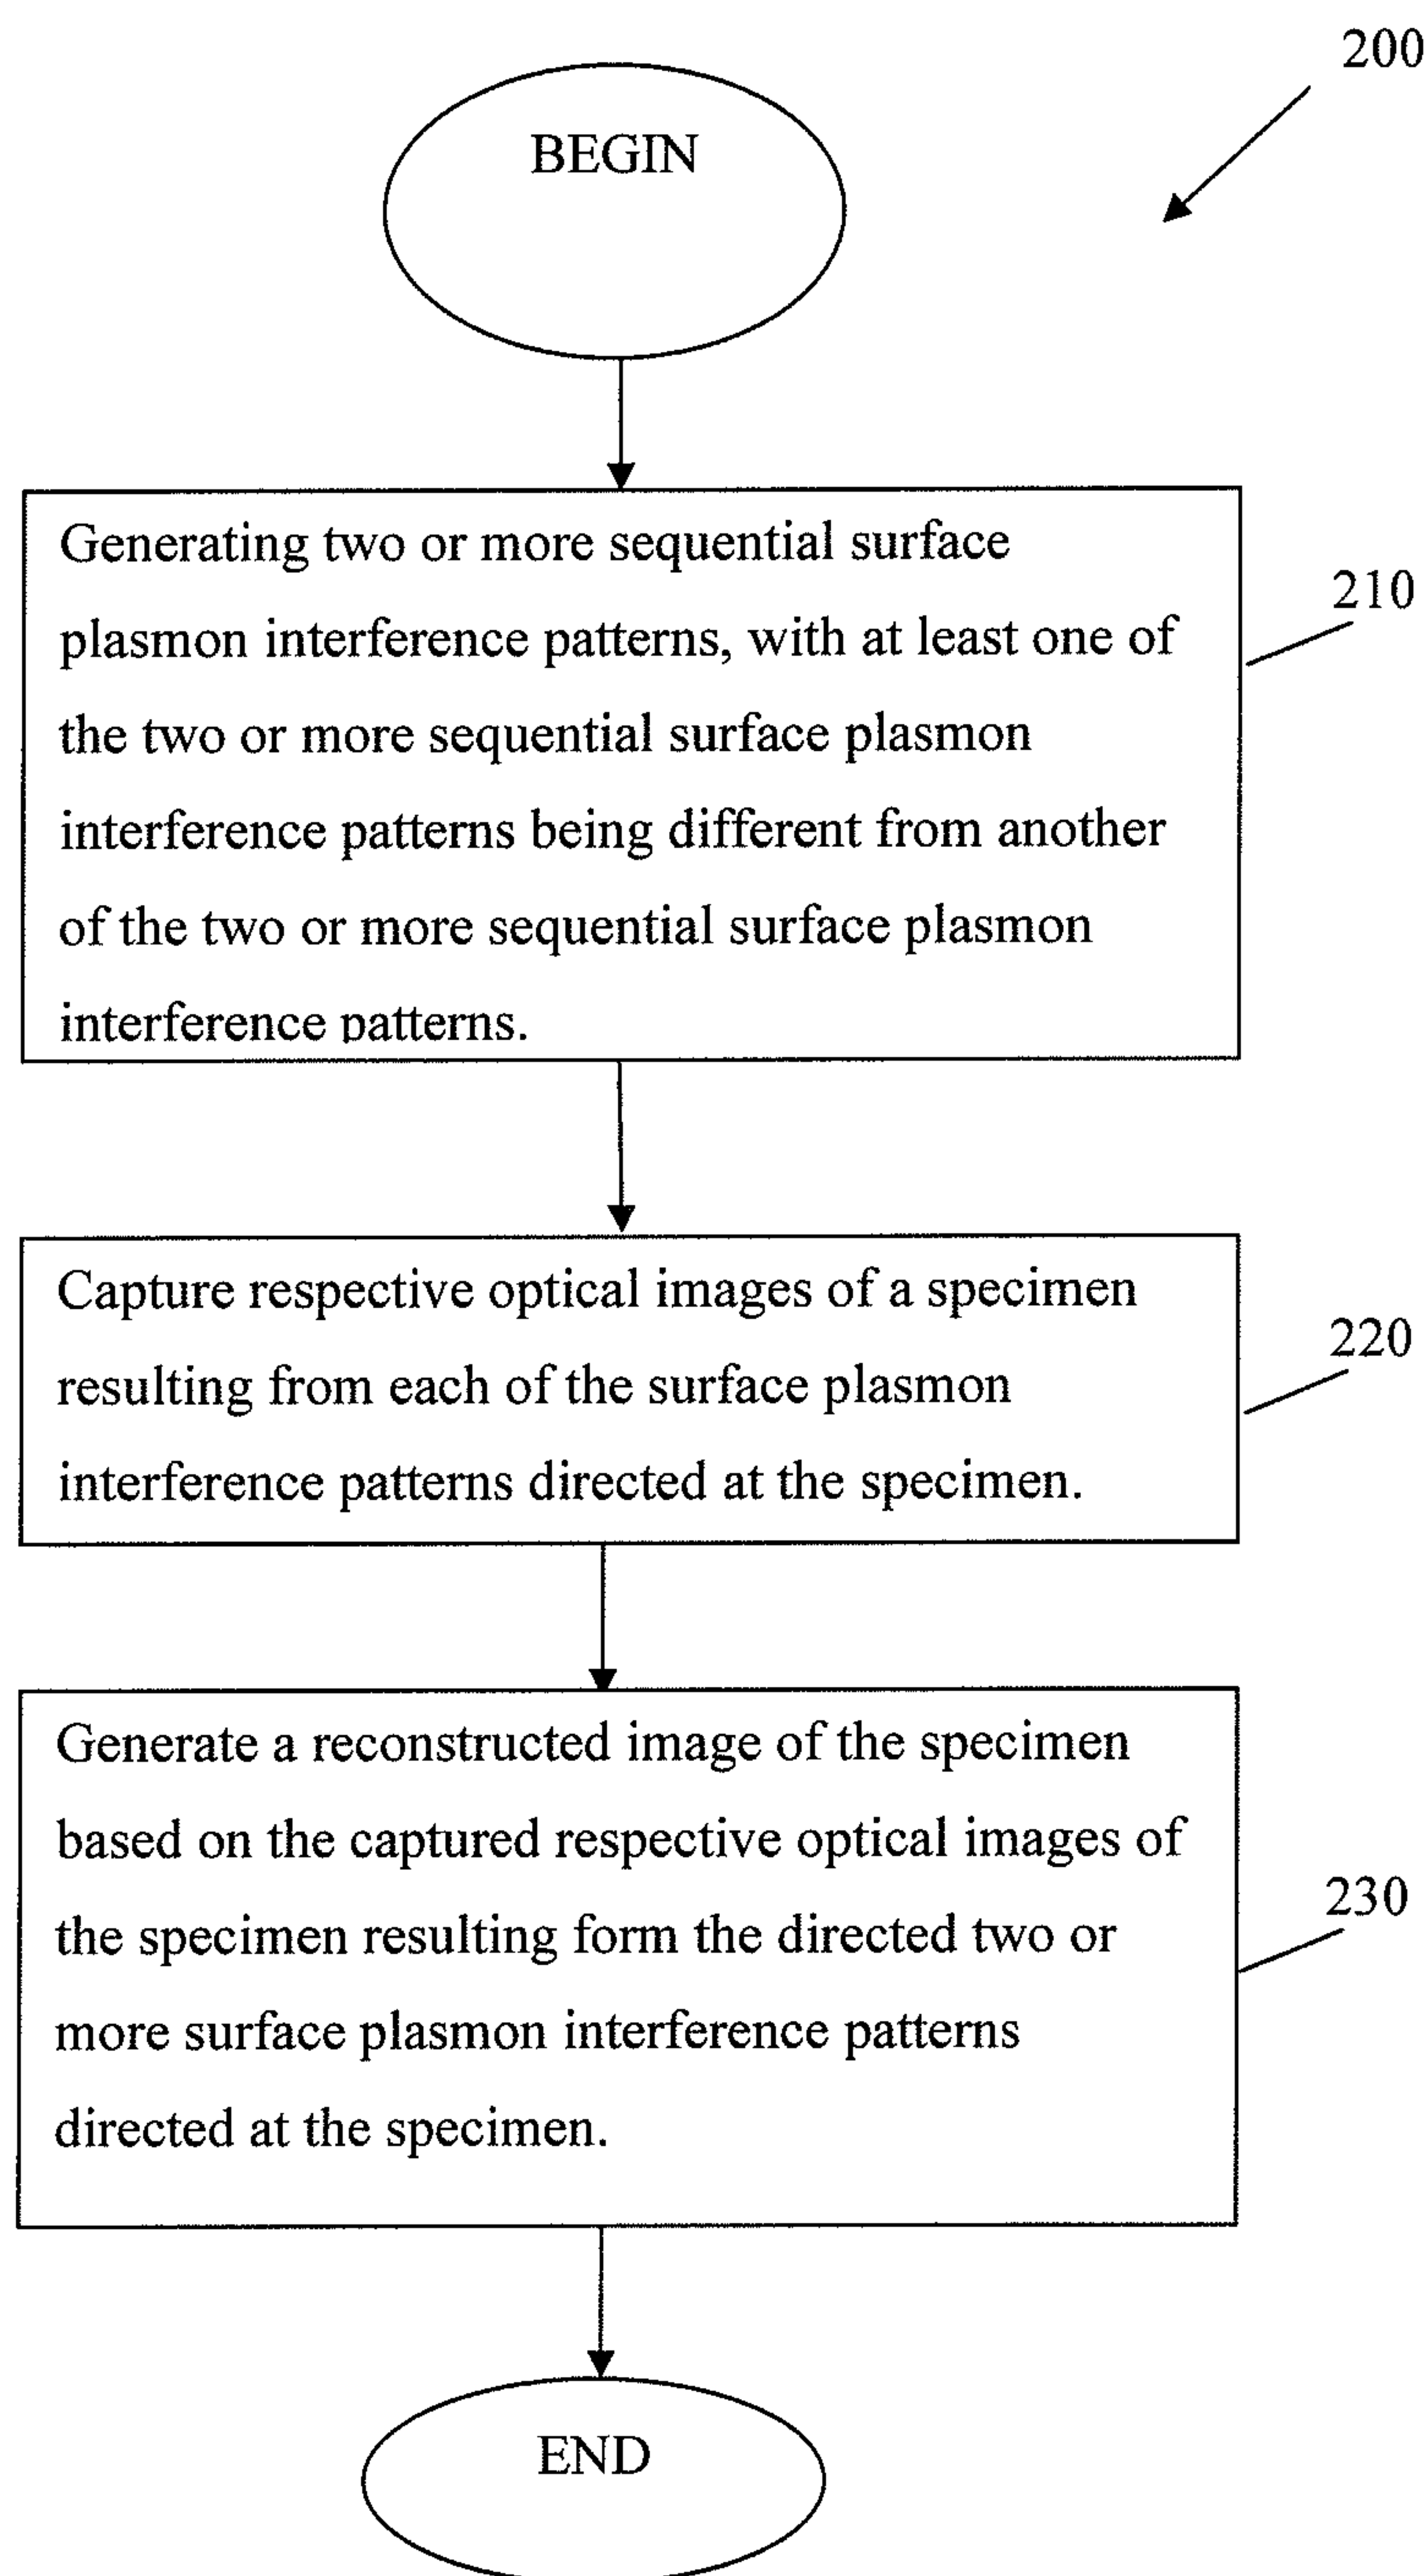 200
BEGIN
Generating two or more sequential surface
plasmon interference patterns, with at least one of
the two or more sequential surface plasmon
interference patterns being different from another
of the two or more sequential surface plasmon
interference patterns.
210
Capture respective optical images of a specimen
resulting from each of the surface plasmon
interference patterns directed at the specimen.
220
Generate a reconstructed image of the specimen
based on the captured respective optical images of
the specimen resulting form the directed two or
more surface plasmon interference patterns
directed at the specimen.
230
END